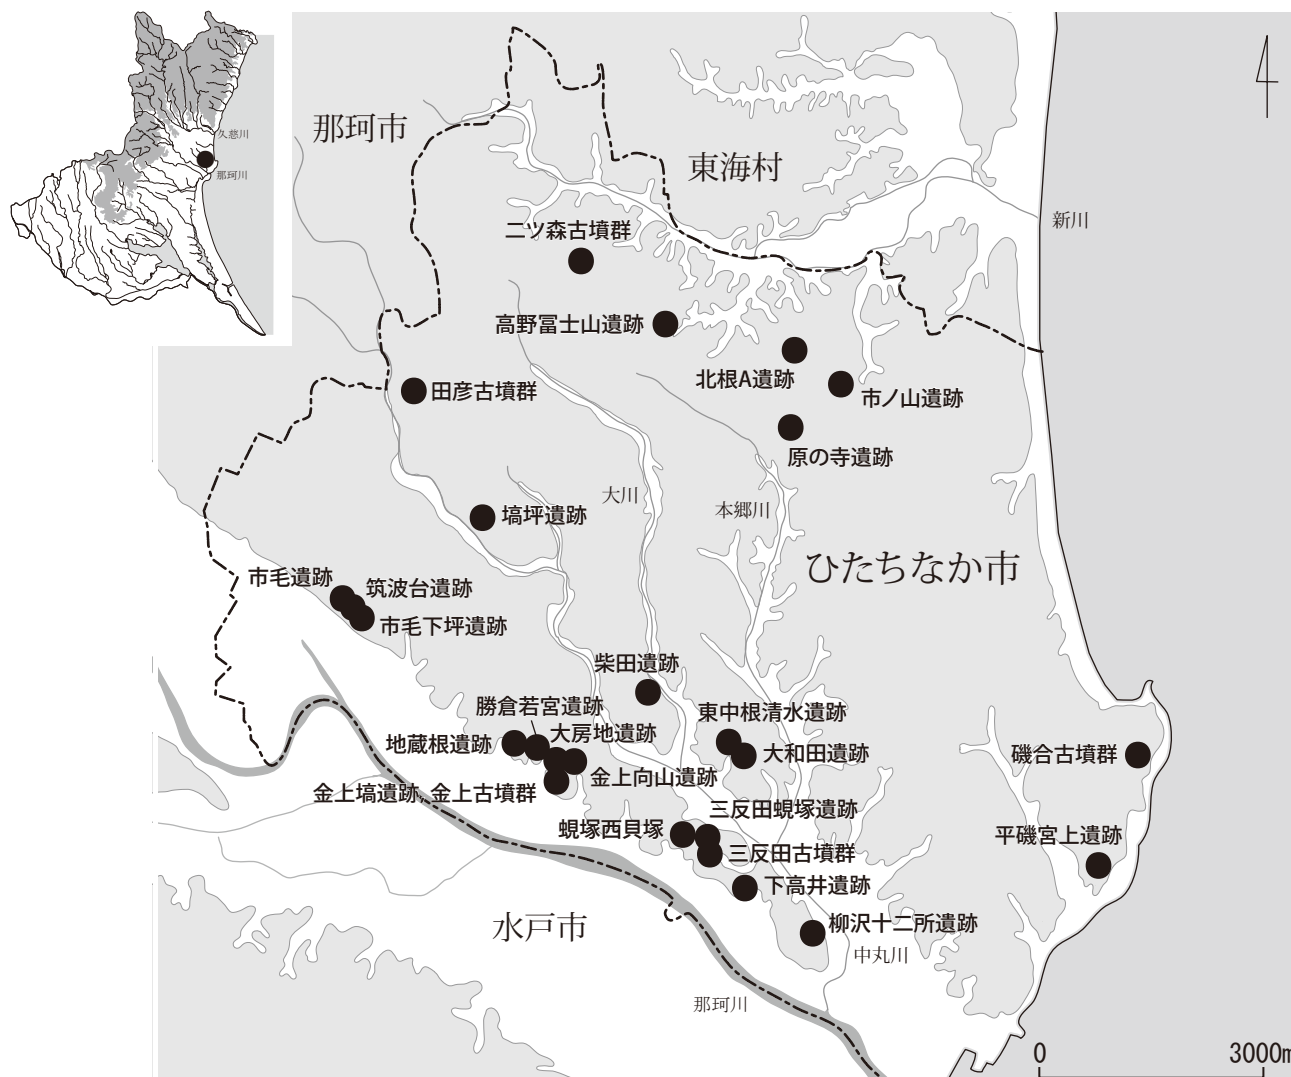 久慈川
那珂川
那珂市
東海村
新川
二ツ森古墳群
高野冨士山遺跡
北根A遺跡
市ノ山遺跡
田彦古墳群
原の寺遺跡
大川
本郷川
塙坪遺跡
ひたちなか市
市毛遺跡
筑波台遺跡
市毛下坪遺跡
柴田遺跡
勝倉若宮遺跡
東中根清水遺跡
大房地遺跡
地蔵根遺跡
大和田遺跡
磯合古墳群
金上向山遺跡
金上塙遺跡, 金上古墳群
三反田蜆塚遺跡
蜆塚西貝塚
平磯宮上遺跡
三反田古墳群
下高井遺跡
水戸市
柳沢十二所遺跡
中丸川
那珂川
0
3000m